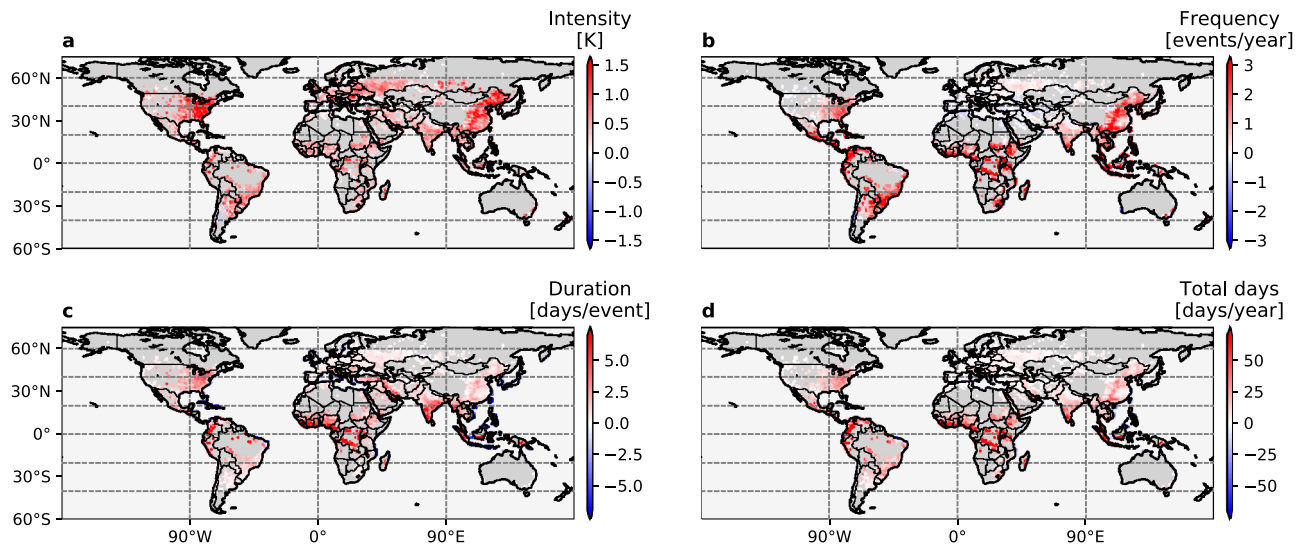 a
Intensity
[K]
60°N
30°N
0°
30°S
60°S
1.5
1.0
0.5
0.0
−0.5
−1.0
−1.5
b
Frequency
[events/year]
3
2
1
0
−1
−2
−3
c
Duration
[days/event]
60°N
30°N
0°
30°S
60°S
90°W
0°
90°E
5.0
2.5
0.0
−2.5
−5.0
d
Total days
[days/year]
90°W
0°
90°E
50
25
0
−25
−50